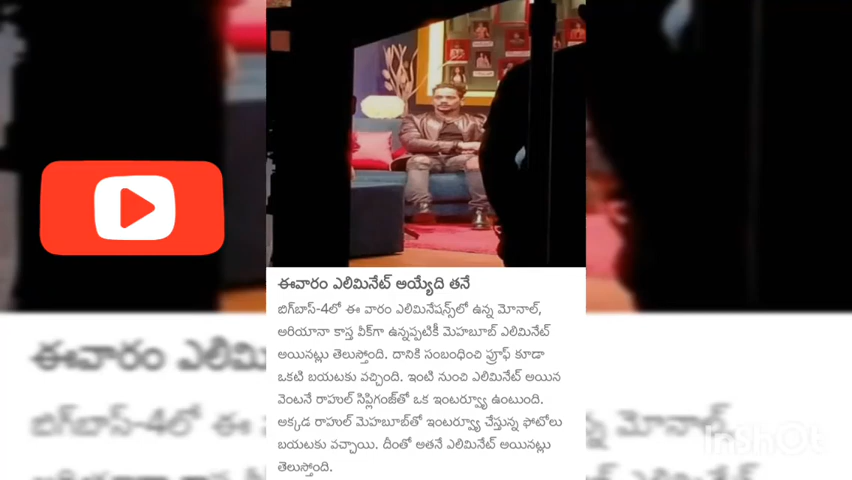 ఈవారం ఎలిమినేట్ అయ్యేది తనే
బిగ్‌బాస్-4లో ఈ వారం ఎలిమినేషన్స్‌లో ఉన్న మోనాల్,
అరియానా కాస్త వీక్‌గా ఉన్నప్పటికీ మెహబూబ్ ఎలిమినేట్
అయినట్లు తెలుస్తోంది. దానికి సంబంధించి ప్రూఫ్ కూడా
ఒకటి బయటకు వచ్చింది. ఇంటి నుంచి ఎలిమినేట్ అయిన
వెంటనే రాహుల్ సిప్లిగంజ్‌తో ఒక ఇంటర్వ్యూ ఉంటుంది.
అక్కడ రాహుల్ మెహబూబ్‌తో ఇంటర్వ్యూ చేస్తున్న ఫోటోలు
బయటకు వచ్చాయి. దీంతో అతనే ఎలిమినేట్ అయినట్లు
తెలుస్తోంది.
InShOt